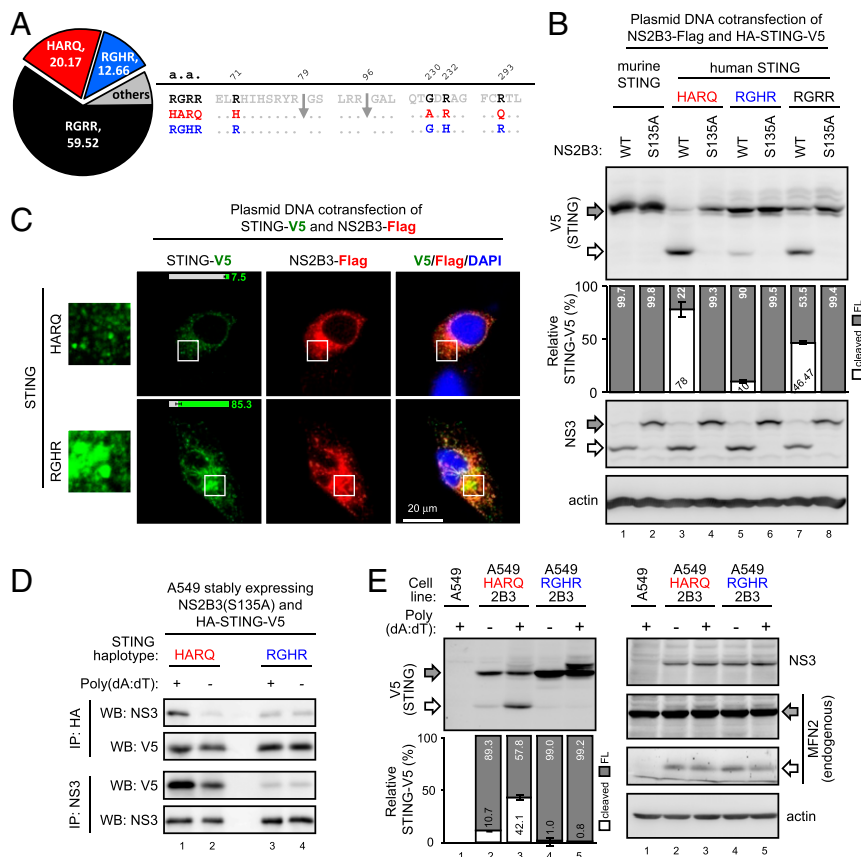 A
HARQ,
20.17
RGHR,
12.66
others
RGRR,
59.52
a.a. 71 79 96 230 232 293
RGRR ELRHIHSRYRIGS LRRIGAL QTGDRAGF FCRTL
HARQ H A R Q
RGHR R G H R
B
Plasmid DNA cotransfection of
NS2B3-Flag and HA-STING-V5
murine
STING
human STING
HARQ RGHR RGRR
NS2B3: WT S135A WT S135A WT S135A WT S135A
V5
(STING)
Relative
STING-V5 (%)
100
50
0
99.7 99.8 22 99.3 90 99.5 53.5 99.4
78 10 46.47
cleaved FL
NS3
actin
1 2 3 4 5 6 7 8
C
Plasmid DNA cotransfection of
STING-V5 and NS2B3-Flag
STING-V5 NS2B3-Flag V5/Flag/DAPI
STING
HARQ
7.5
RGHR
85.3
20 μm
D
A549 stably expressing
NS2B3(S135A) and
HA-STING-V5
STING
haplotype: HARQ RGHR
Poly(dA:dT): + - + -
IP: HA
WB: NS3
WB: V5
IP: NS3
WB: V5
WB: NS3
1 2 3 4
E
Cell
line:
A549
A549
HARQ
2B3
A549
RGHR
2B3
Poly
(dA:dT): + - + - +
V5
(STING)
Relative
STING-V5 (%)
100
50
0
89.3 57.8 99.0 99.2
10.7 42.1 1.0 0.8
cleaved FL
1 2 3 4 5
A549
A549
HARQ
2B3
A549
RGHR
2B3
+ - + - +
NS3
MFN2
(endogenous)
actin
1 2 3 4 5